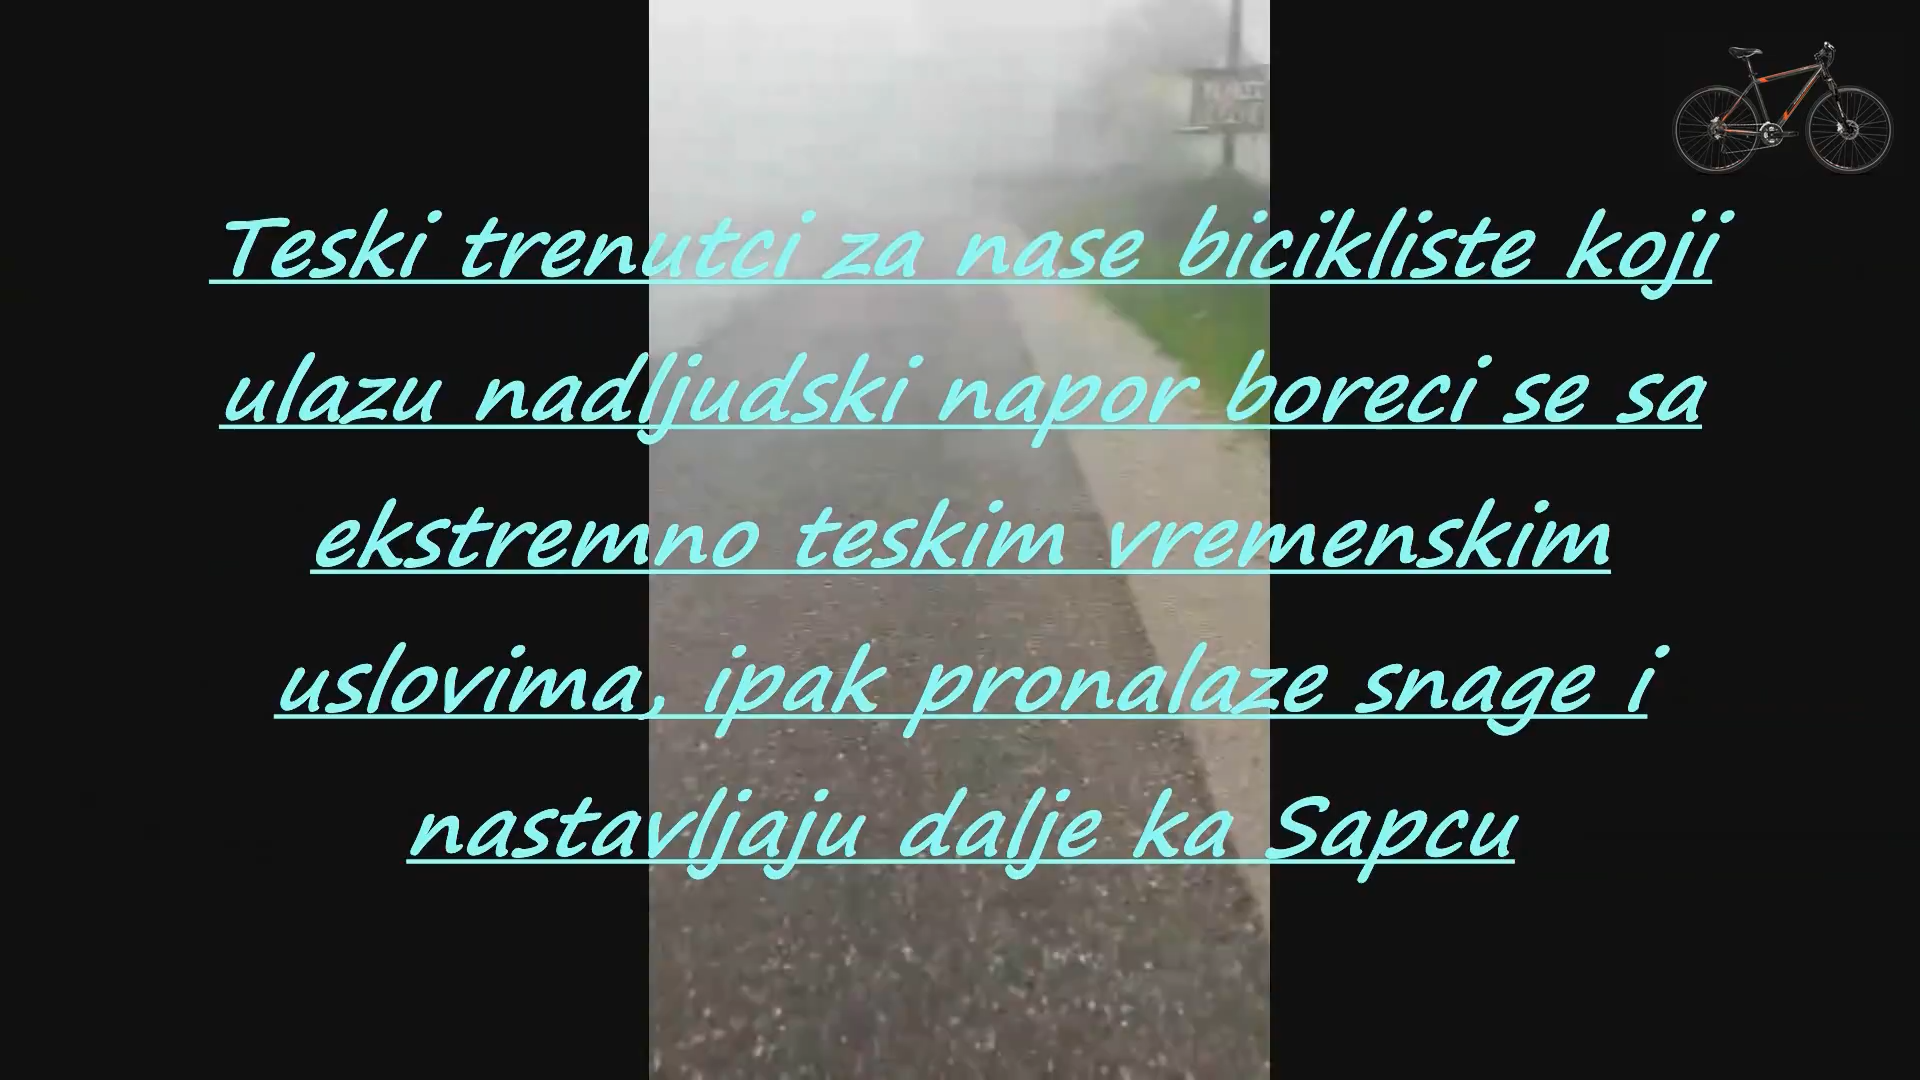 Teski trenutci za nase bicikliste koji
ulazu nadljudski napor boreci se sa
ekstremno teskim vremenskim
uslovima, ipak pronalaze snage i
nastavljaju dalje ka Sapcu